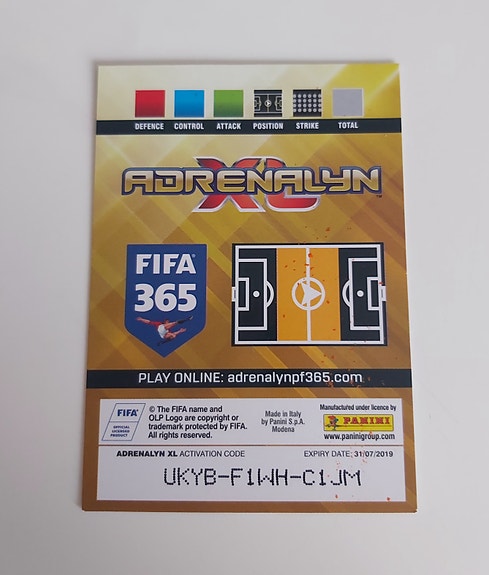 DEFENCE CONTROL ATTACK POSITION STRIKE TOTAL
ADRENALYN XL™
FIFA
365
PLAY ONLINE: adrenalynpf365.com
FIFA®
OFFICIAL
LICENSED
PRODUCT
© The FIFA name and
OLP Logo are copyright or
trademark protected by FIFA.
All rights reserved.
Made in Italy
by Panini S.p.A.
Modena
Manufactured under licence by
PANINI
www.paninigroup.com
ADRENALYN XL ACTIVATION CODE EXPIRY DATE: 31/07/2019
UKYB-F1WH-C1JM